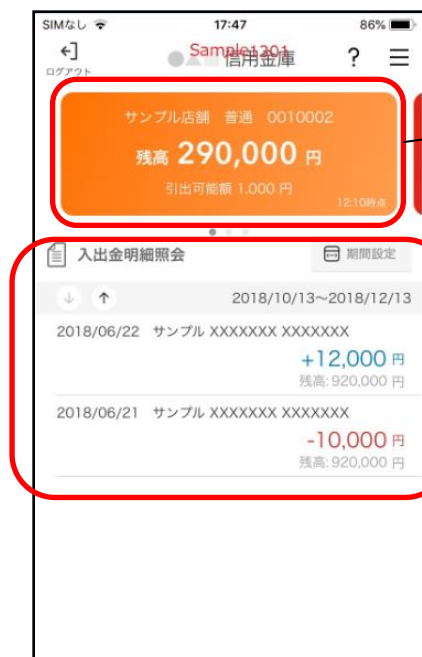 SIMなし 17:47 86%
ログアウト
Sample1201
信用金庫 ?
サンプル店舗 普通 0010002
残高 290,000 円
引出可能額 1,000 円
12:10時点
入出金明細照会 期間設定
↓ ↑ 2018/10/13~2018/12/13
2018/06/22 サンプル XXXXXXX XXXXXXX
+12,000 円
残高:920,000 円
2018/06/21 サンプル XXXXXXX XXXXXXX
-10,000 円
残高:920,000 円